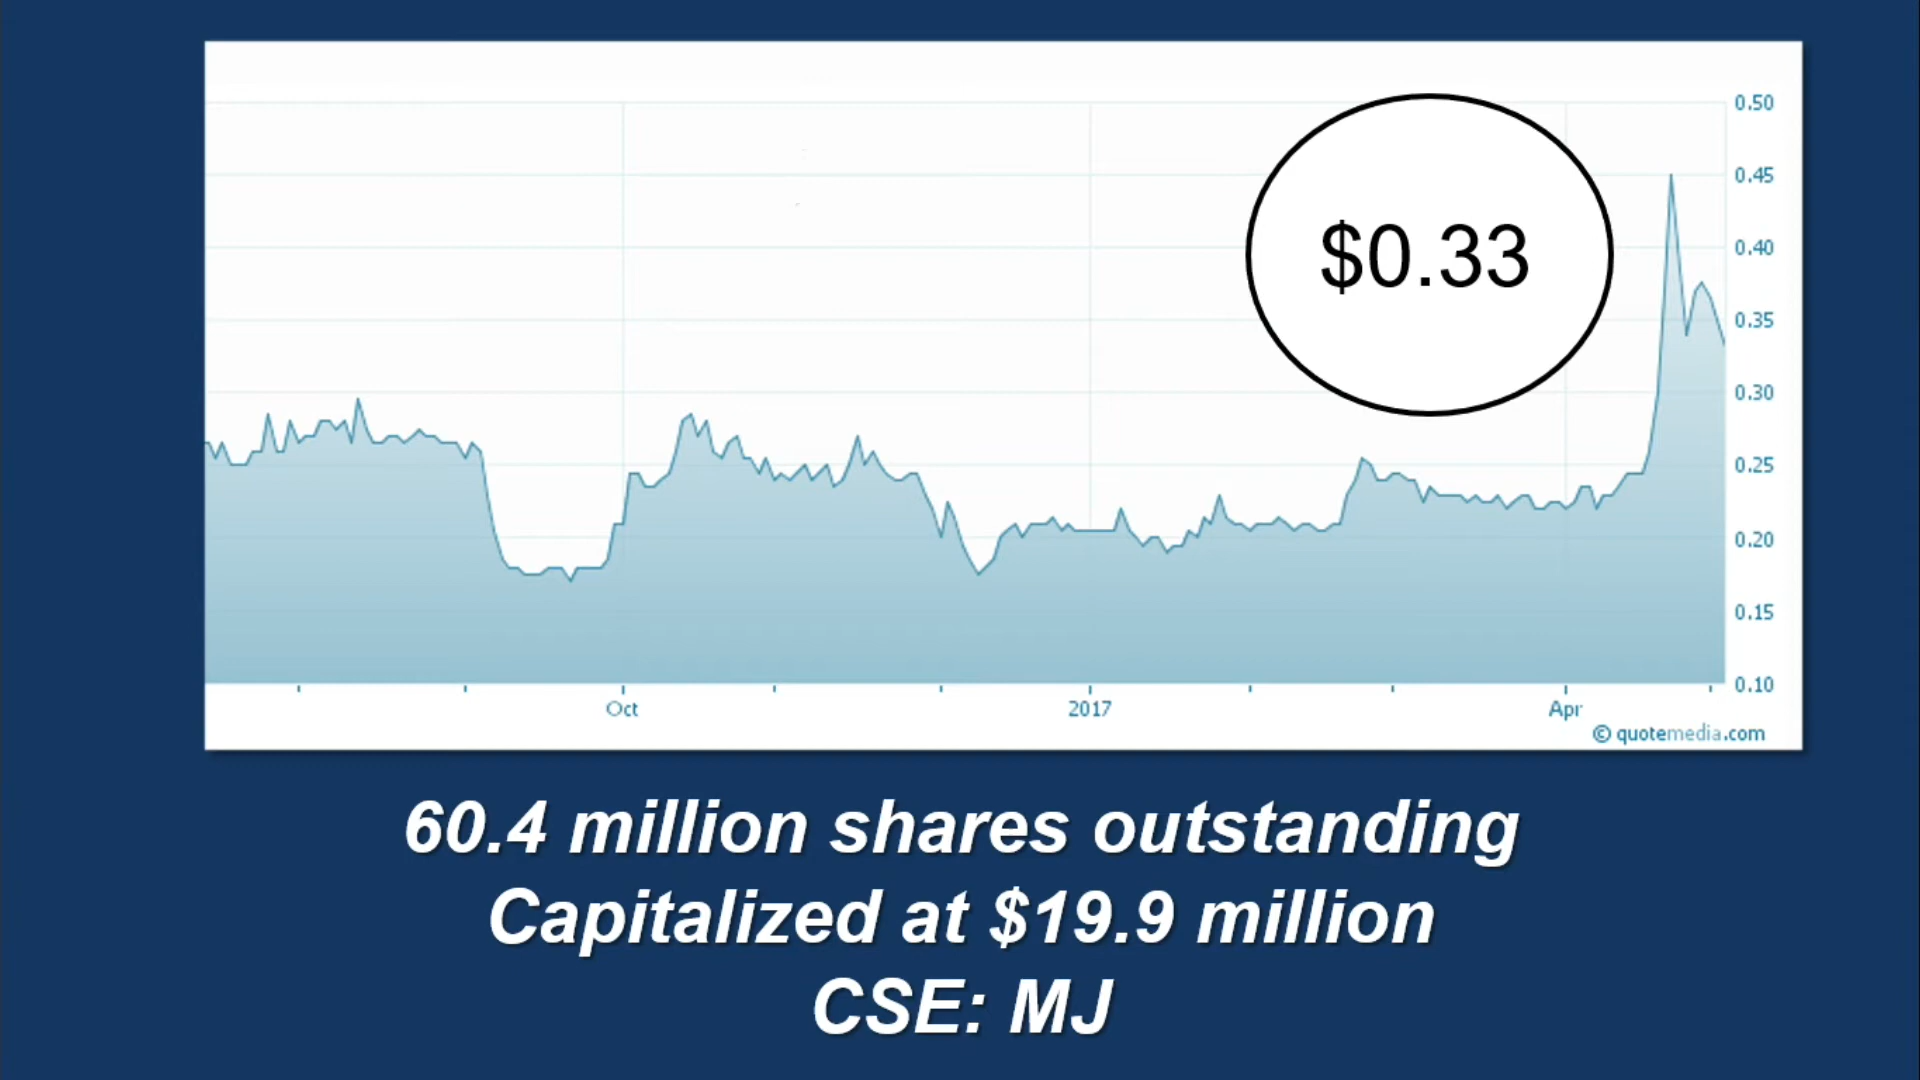 0.50
$0.33
0.45
0.40
0.35
0.30
0.25
0.20
0.15
0.10
Oct 2017 Apr
© quotemedia.com
60.4 million shares outstanding
Capitalized at $19.9 million
CSE: MJ